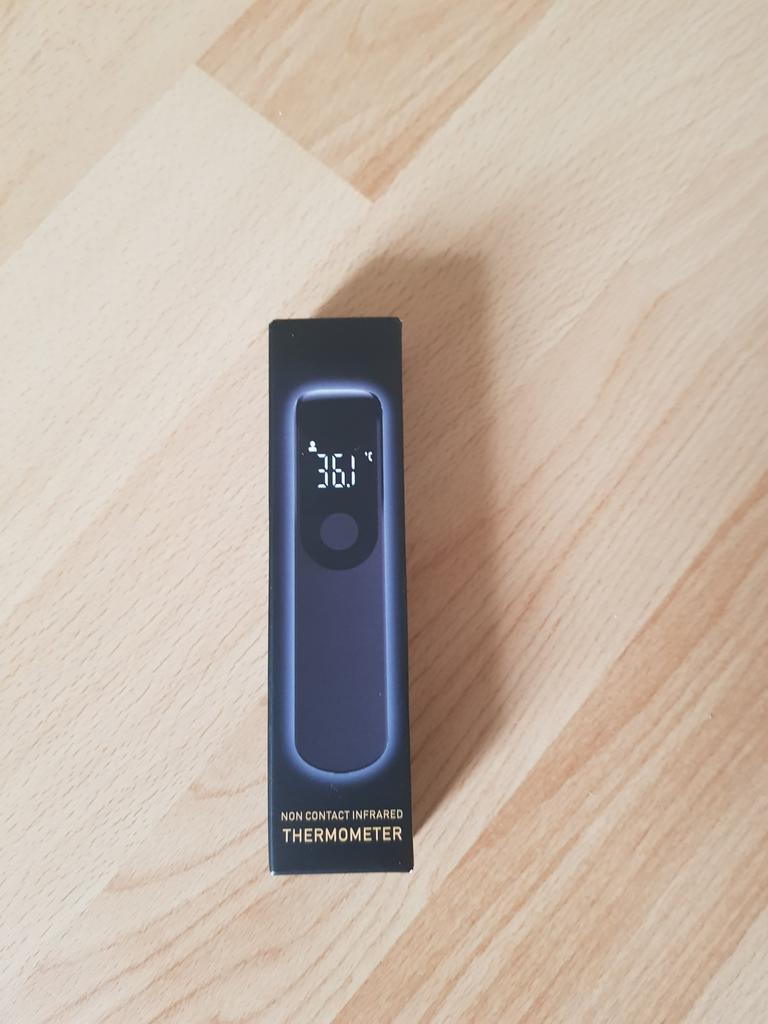 36.1 °C
NON CONTACT INFRARED
THERMOMETER